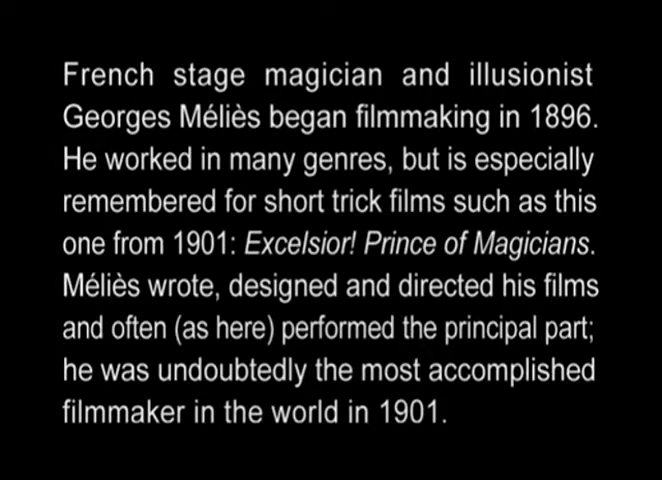 French stage magician and illusionist
Georges Méliès began filmmaking in 1896.
He worked in many genres, but is especially
remembered for short trick films such as this
one from 1901: Excelsior! Prince of Magicians.
Méliès wrote, designed and directed his films
and often (as here) performed the principal part;
he was undoubtedly the most accomplished
filmmaker in the world in 1901.